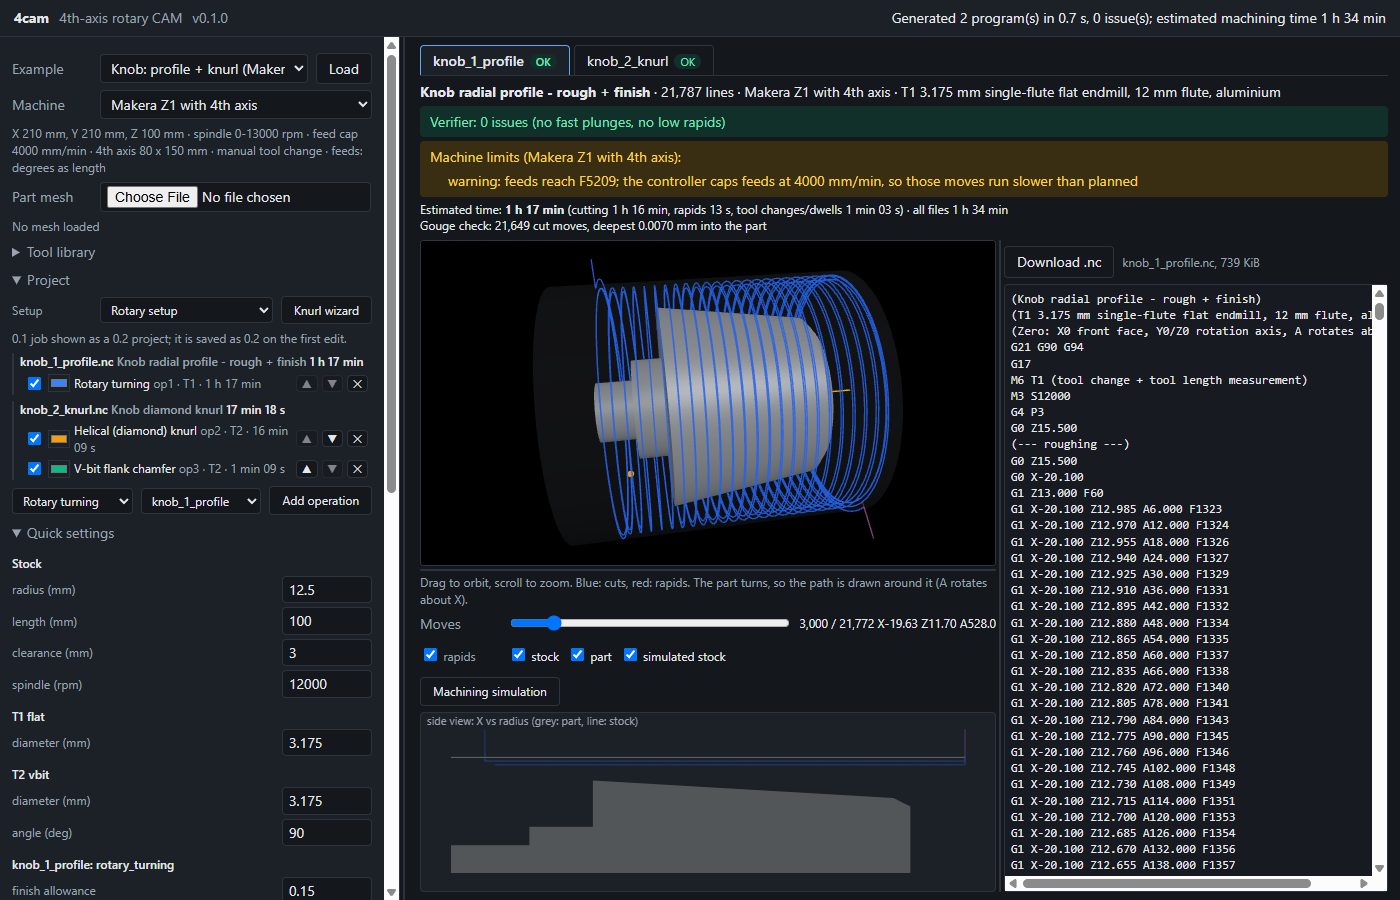 4cam 4th-axis rotary CAM v0.1.0
Generated 2 program(s) in 0.7 s, 0 issue(s); estimated machining time 1 h 34 min
Example Knob: profile + knurl (Maker Load
Machine Makera Z1 with 4th axis
X 210 mm, Y 210 mm, Z 100 mm · spindle 0-13000 rpm · feed cap
4000 mm/min · 4th axis 80 x 150 mm · manual tool change · feeds:
degrees as length
Part mesh Choose File No file chosen
No mesh loaded
Tool library
Project
Setup Rotary setup Knurl wizard
0.1 job shown as a 0.2 project; it is saved as 0.2 on the first edit.
knob_1_profile.nc Knob radial profile - rough + finish 1 h 17 min
Rotary turning op1 · T1 · 1 h 17 min
knob_2_knurl.nc Knob diamond knurl 17 min 18 s
Helical (diamond) knurl op2 · T2 · 16 min
09 s
V-bit flank chamfer op3 · T2 · 1 min 09 s
Rotary turning knob_1_profile Add operation
Quick settings
Stock
radius (mm) 12.5
length (mm) 100
clearance (mm) 3
spindle (rpm) 12000
T1 flat
diameter (mm) 3.175
T2 vbit
diameter (mm) 3.175
angle (deg) 90
knob_1_profile: rotary_turning
finish allowance 0.15
knob_1_profile OK knob_2_knurl OK
Knob radial profile - rough + finish · 21,787 lines · Makera Z1 with 4th axis · T1 3.175 mm single-flute flat endmill, 12 mm flute, aluminium
Verifier: 0 issues (no fast plunges, no low rapids)
Machine limits (Makera Z1 with 4th axis):
warning: feeds reach F5209; the controller caps feeds at 4000 mm/min, so those moves run slower than planned
Estimated time: 1 h 17 min (cutting 1 h 16 min, rapids 13 s, tool changes/dwells 1 min 03 s) · all files 1 h 34 min
Gouge check: 21,649 cut moves, deepest 0.0070 mm into the part
Drag to orbit, scroll to zoom. Blue: cuts, red: rapids. The part turns, so the path is drawn around it (A rotates
about X).
Moves 3,000 / 21,772 X-19.63 Z11.70 A528.0
rapids stock part simulated stock
Machining simulation
side view: X vs radius (grey: part, line: stock)
Download .nc knob_1_profile.nc, 739 KiB
(Knob radial profile - rough + finish)
(T1 3.175 mm single-flute flat endmill, 12 mm flute, al
(Zero: X0 front face, Y0/Z0 rotation axis, A rotates ab
G21 G90 G94
G17
M6 T1 (tool change + tool length measurement)
M3 S12000
G4 P3
G0 Z15.500
(--- roughing ---)
G0 Z15.500
G0 X-20.100
G1 Z13.000 F60
G1 X-20.100 Z12.985 A6.000 F1323
G1 X-20.100 Z12.970 A12.000 F1324
G1 X-20.100 Z12.955 A18.000 F1326
G1 X-20.100 Z12.940 A24.000 F1327
G1 X-20.100 Z12.925 A30.000 F1329
G1 X-20.100 Z12.910 A36.000 F1331
G1 X-20.100 Z12.895 A42.000 F1332
G1 X-20.100 Z12.880 A48.000 F1334
G1 X-20.100 Z12.865 A54.000 F1335
G1 X-20.100 Z12.850 A60.000 F1337
G1 X-20.100 Z12.835 A66.000 F1338
G1 X-20.100 Z12.820 A72.000 F1340
G1 X-20.100 Z12.805 A78.000 F1341
G1 X-20.100 Z12.790 A84.000 F1343
G1 X-20.100 Z12.775 A90.000 F1345
G1 X-20.100 Z12.760 A96.000 F1346
G1 X-20.100 Z12.745 A102.000 F1348
G1 X-20.100 Z12.730 A108.000 F1349
G1 X-20.100 Z12.715 A114.000 F1351
G1 X-20.100 Z12.700 A120.000 F1353
G1 X-20.100 Z12.685 A126.000 F1354
G1 X-20.100 Z12.670 A132.000 F1356
G1 X-20.100 Z12.655 A138.000 F1357